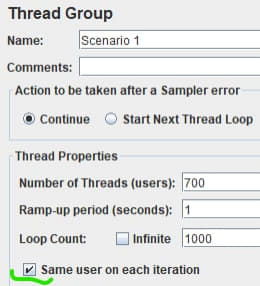 Thread Group
Name: Scenario 1
Comments:
Action to be taken after a Sampler error
Continue Start Next Thread Loop
Thread Properties
Number of Threads (users): 700
Ramp-up period (seconds): 1
Loop Count: Infinite 1000
Same user on each iteration